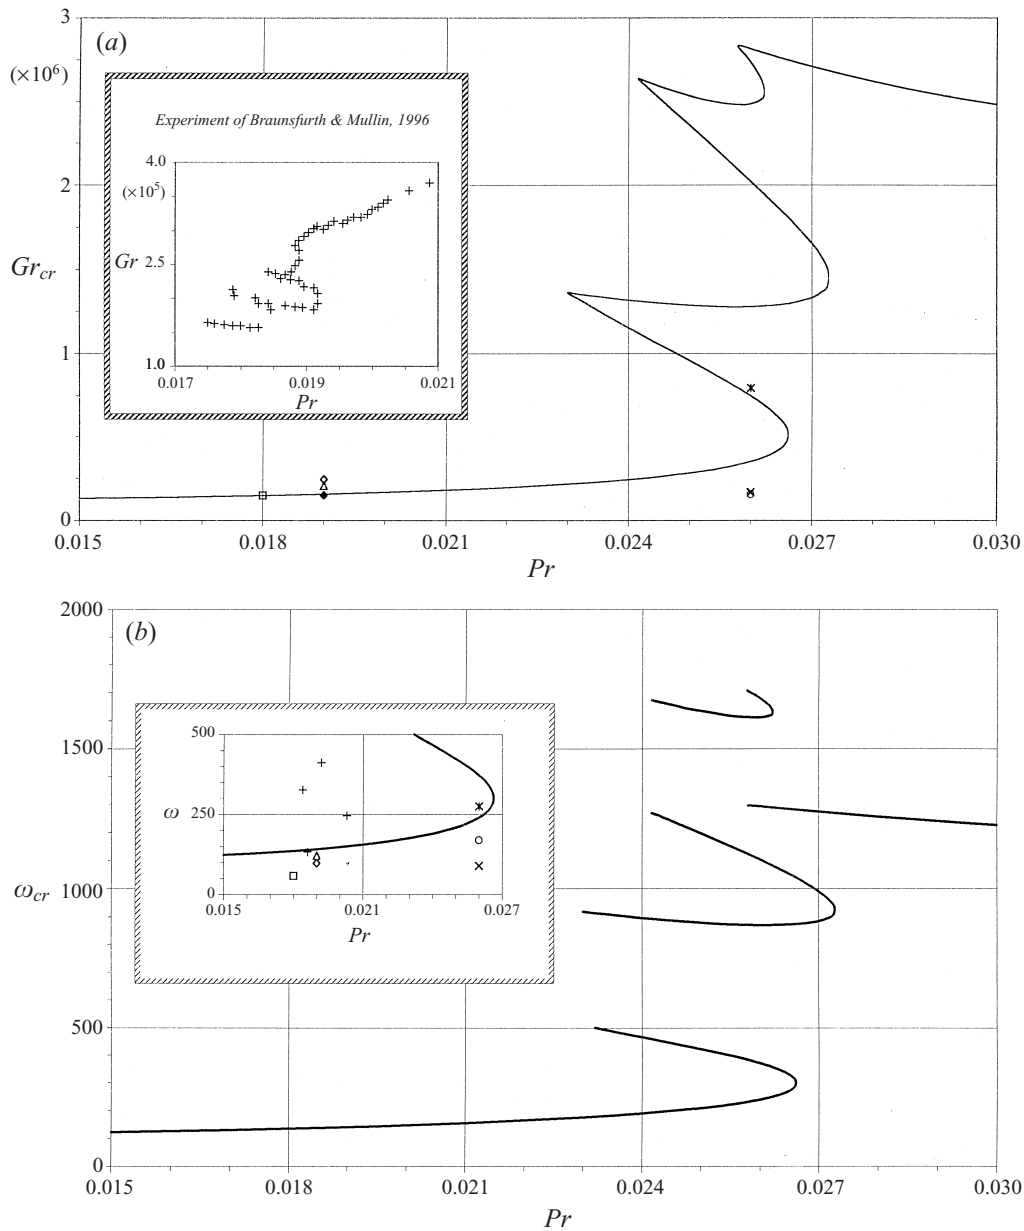 3
(a)
(×10⁶)
Experiment of Braunsfurth & Mullin, 1996
4.0
(×10⁵)
Gr 2.5
1.0
0.017 0.019 0.021
Pr
2
Gr_cr
1
0
0.015 0.018 0.021 0.024 0.027 0.030
Pr
2000
(b)
1500
500
ω 250
0
0.015 0.021 0.027
Pr
ω_cr 1000
500
0
0.015 0.018 0.021 0.024 0.027 0.030
Pr